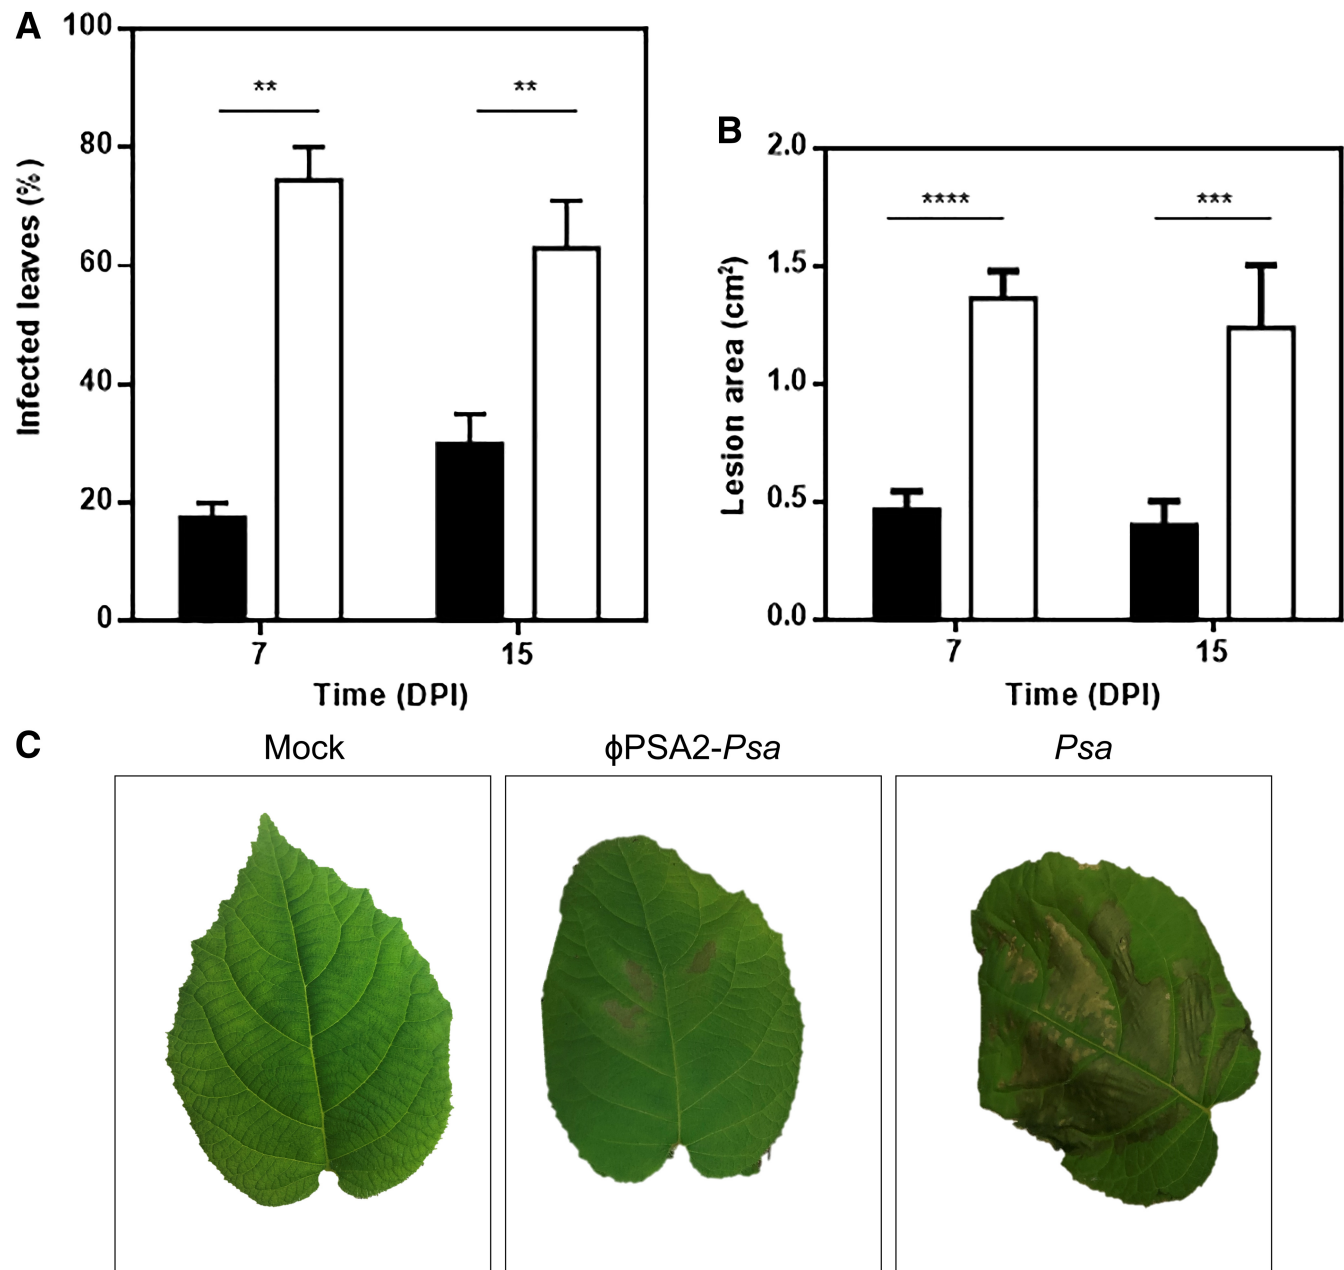 A
100
80
60
40
20
0
Infected leaves (%)
**
**
7
15
Time (DPI)
B
2.0
1.5
1.0
0.5
0.0
Lesion area (cm²)
****
***
7
15
Time (DPI)
C
Mock
ϕPSA2-Psa
Psa